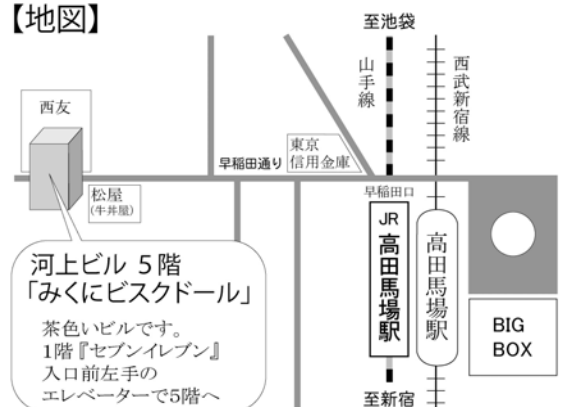 【地図】
至池袋
山手線
西武新宿線
西友
東京
信用金庫
早稲田通り
松屋
(牛丼屋)
早稲田口
JR
高田馬場駅
高田馬場駅
BIG
BOX
至新宿
河上ビル 5階
「みくにビスクドール」
茶色いビルです。
1階『セブンイレブン』
入口前左手の
エレベーターで5階へ